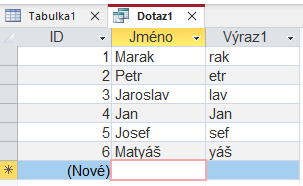 Tabulka1 Dotaz1
ID Jméno Výraz1
1 Marak rak
2 Petr etr
3 Jaroslav lav
4 Jan Jan
5 Josef sef
6 Matyáš yáš
* (Nové)